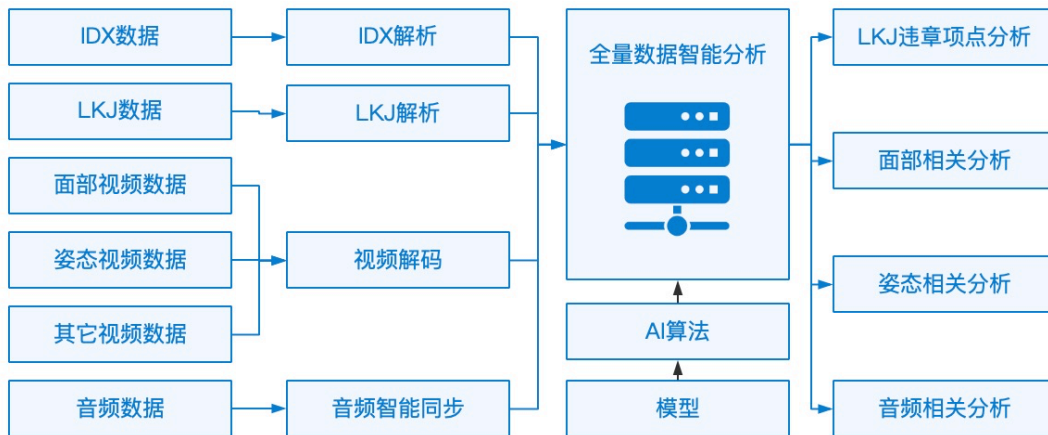 IDX数据
IDX解析
全量数据智能分析
LKJ违章项点分析
LKJ数据
LKJ解析
面部视频数据
面部相关分析
姿态视频数据
视频解码
姿态相关分析
其它视频数据
AI算法
音频数据
音频智能同步
模型
音频相关分析